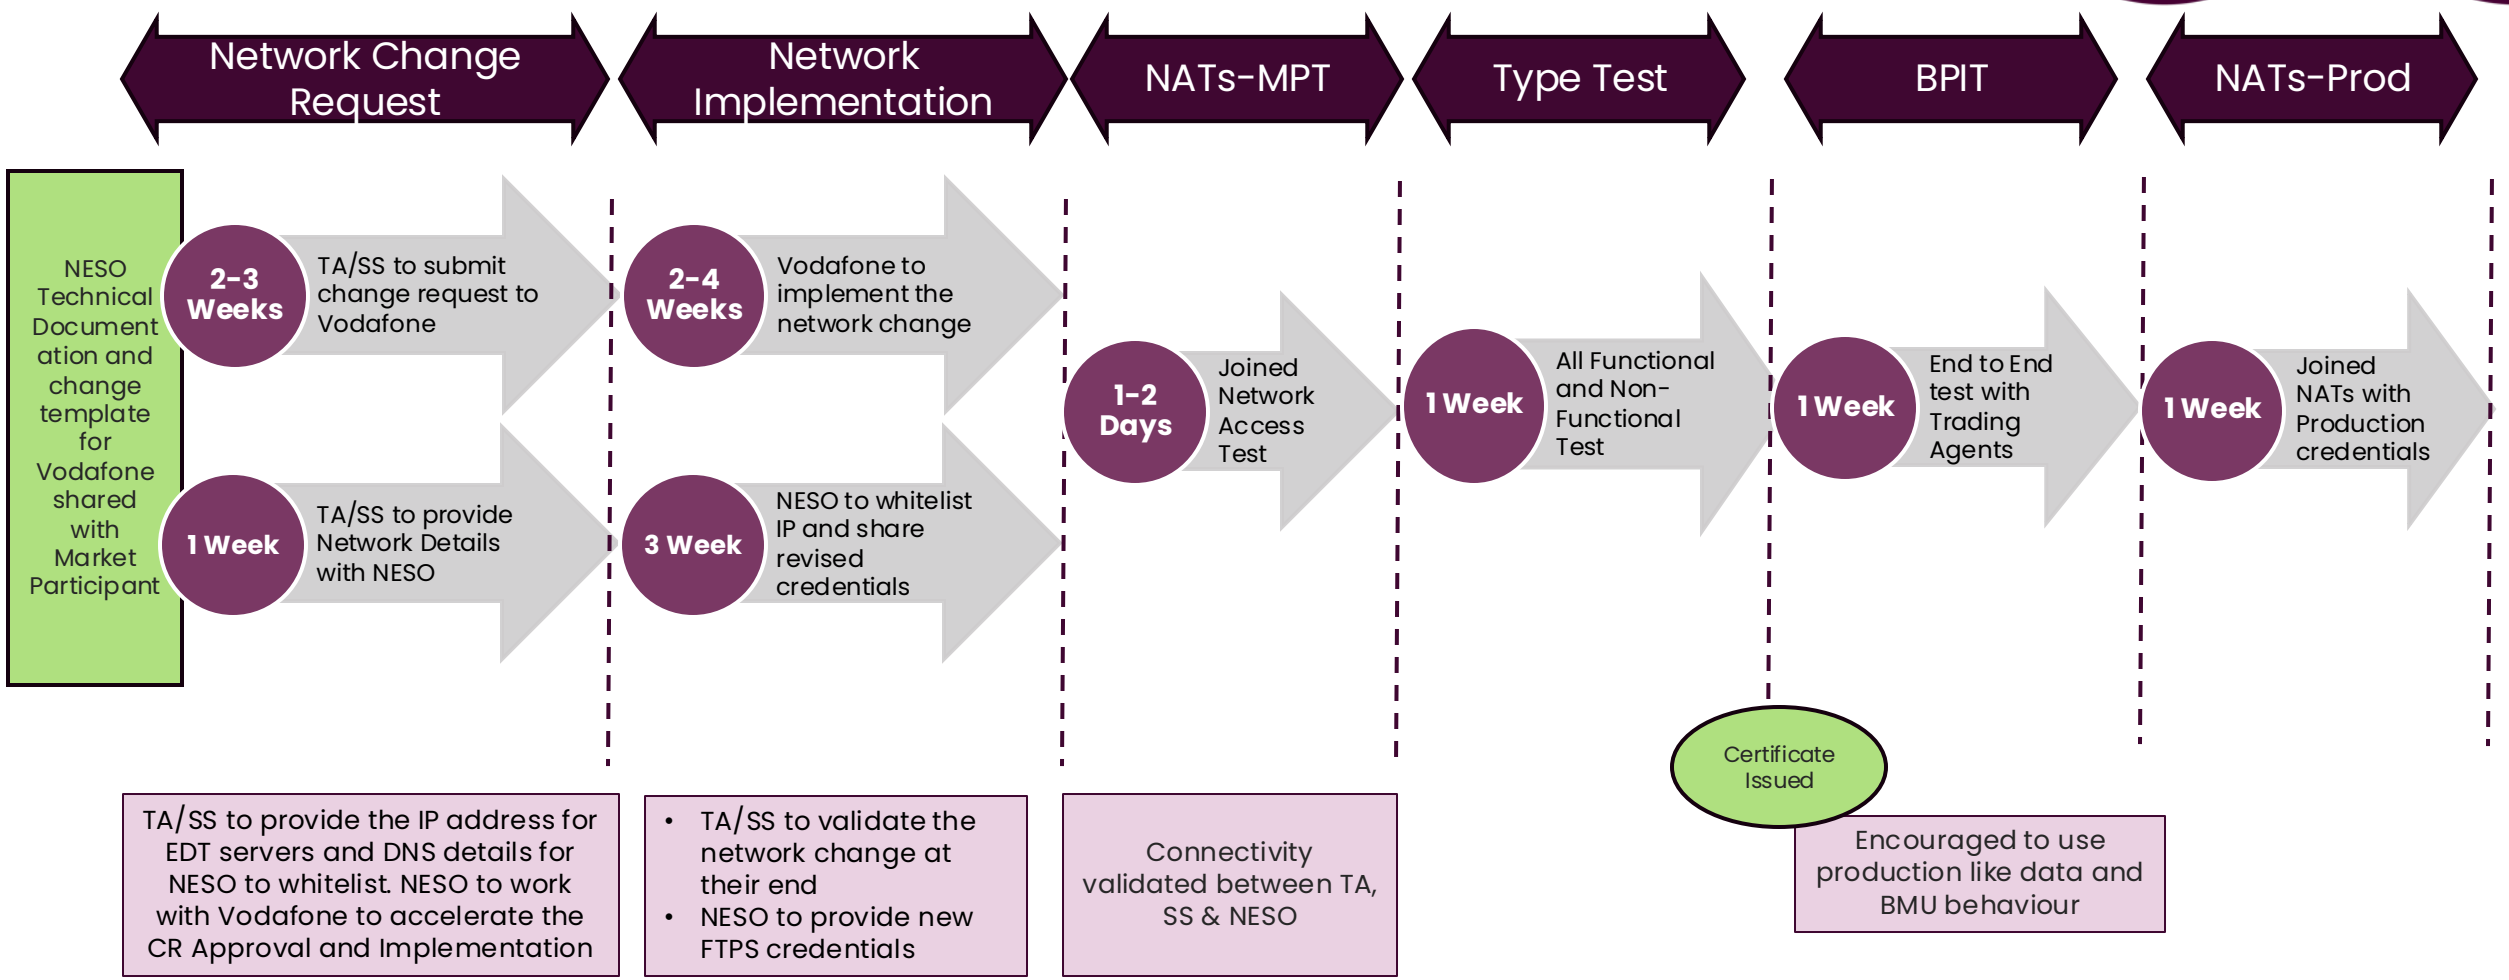 Network Change
Request
Network
Implementation
NATs-MPT
Type Test
BPIT
NATs-Prod
NESO
Technical
Document
ation and
change
template
for
Vodafone
shared
with
Market
Participant
2-3
Weeks
TA/SS to submit
change request to
Vodafone
1 Week
TA/SS to provide
Network Details
with NESO
2-4
Weeks
Vodafone to
implement the
network change
3 Week
NESO to whitelist
IP and share
revised
credentials
1-2
Days
Joined
Network
Access
Test
1 Week
All Functional
and Non-
Functional
Test
1 Week
End to End
test with
Trading
Agents
1 Week
Joined
NATs with
Production
credentials
Certificate
Issued
TA/SS to provide the IP address for
EDT servers and DNS details for
NESO to whitelist. NESO to work
with Vodafone to accelerate the
CR Approval and Implementation
• TA/SS to validate the
network change at
their end
• NESO to provide new
FTPS credentials
Connectivity
validated between TA,
SS & NESO
Encouraged to use
production like data and
BMU behaviour